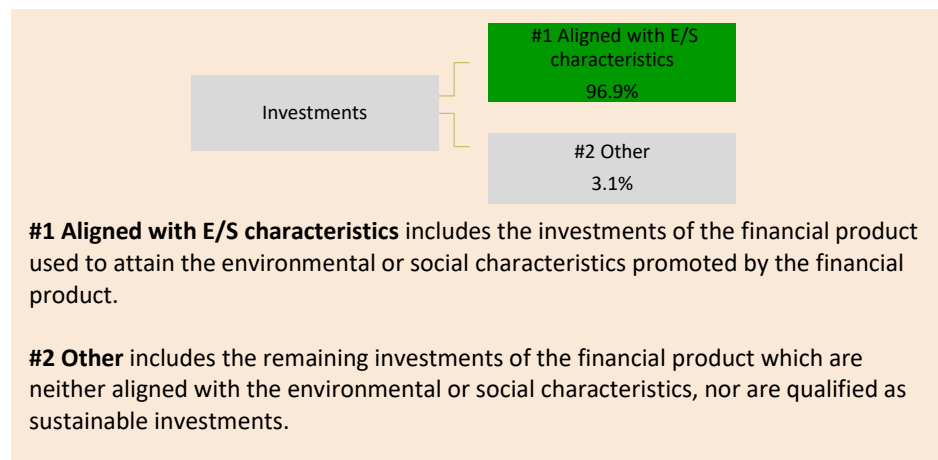 #1 Aligned with E/S
characteristics
96.9%
Investments
#2 Other
3.1%
#1 Aligned with E/S characteristics includes the investments of the financial product
used to attain the environmental or social characteristics promoted by the financial
product.
#2 Other includes the remaining investments of the financial product which are
neither aligned with the environmental or social characteristics, nor are qualified as
sustainable investments.